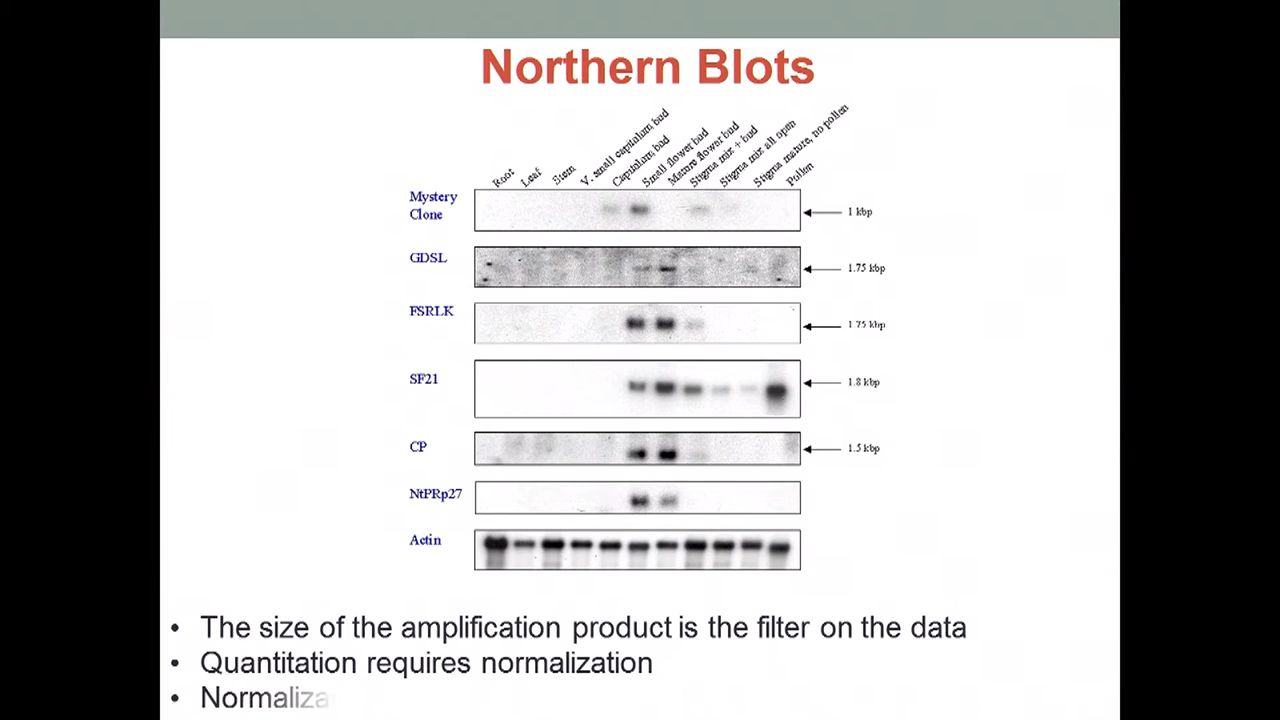 Northern Blots
Root
Leaf
Stem
V. small capitulum bud
Capitulum bud
Small flower bud
Mature flower bud
Stigma mix + bud
Stigma mix all open
Stigma mature, no pollen
Pollen
Mystery
Clone
1 kbp
GDSL
1.75 kbp
FSRLK
1.75 kbp
SF21
1.8 kbp
CP
1.5 kbp
NtPRp27
Actin
• The size of the amplification product is the filter on the data
• Quantitation requires normalization
• Normaliza